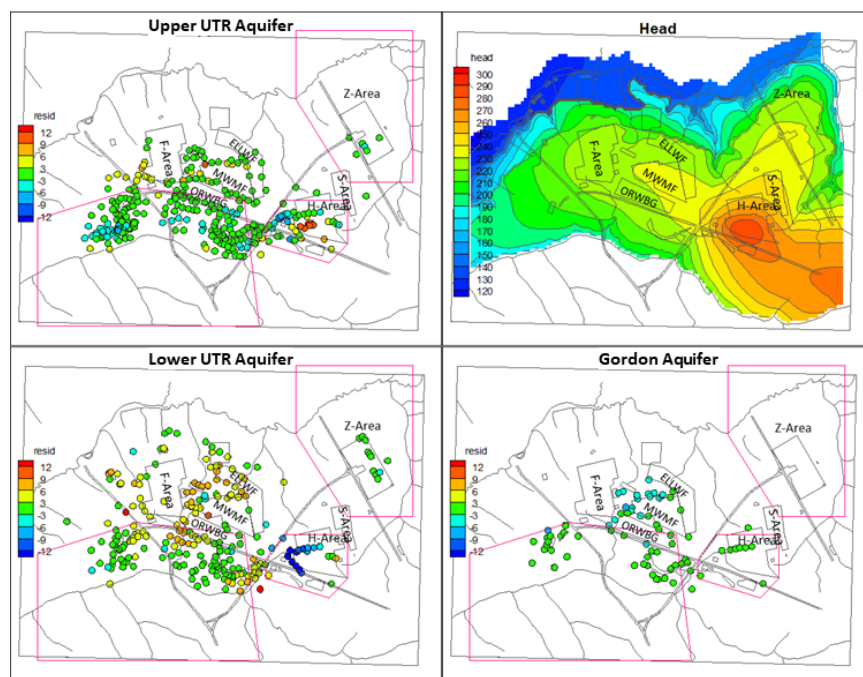 Upper UTR Aquifer
resid
12
9
6
3
-3
-6
-9
-12
Z-Area
F-Area
ELLWF
MWMF
ORWBG
S-Area
H-Area
Head
head
300
290
280
270
260
250
240
230
220
210
200
190
180
170
160
150
140
130
120
Z-Area
F-Area
ELLWF
MWMF
ORWBG
S-Area
H-Area
Lower UTR Aquifer
resid
12
9
6
3
-3
-6
-9
-12
Z-Area
F-Area
ELLWF
MWMF
ORWBG
S-Area
H-Area
Gordon Aquifer
resid
12
9
6
3
-3
-6
-9
-12
Z-Area
F-Area
ELLWF
MWMF
ORWBG
S-Area
H-Area